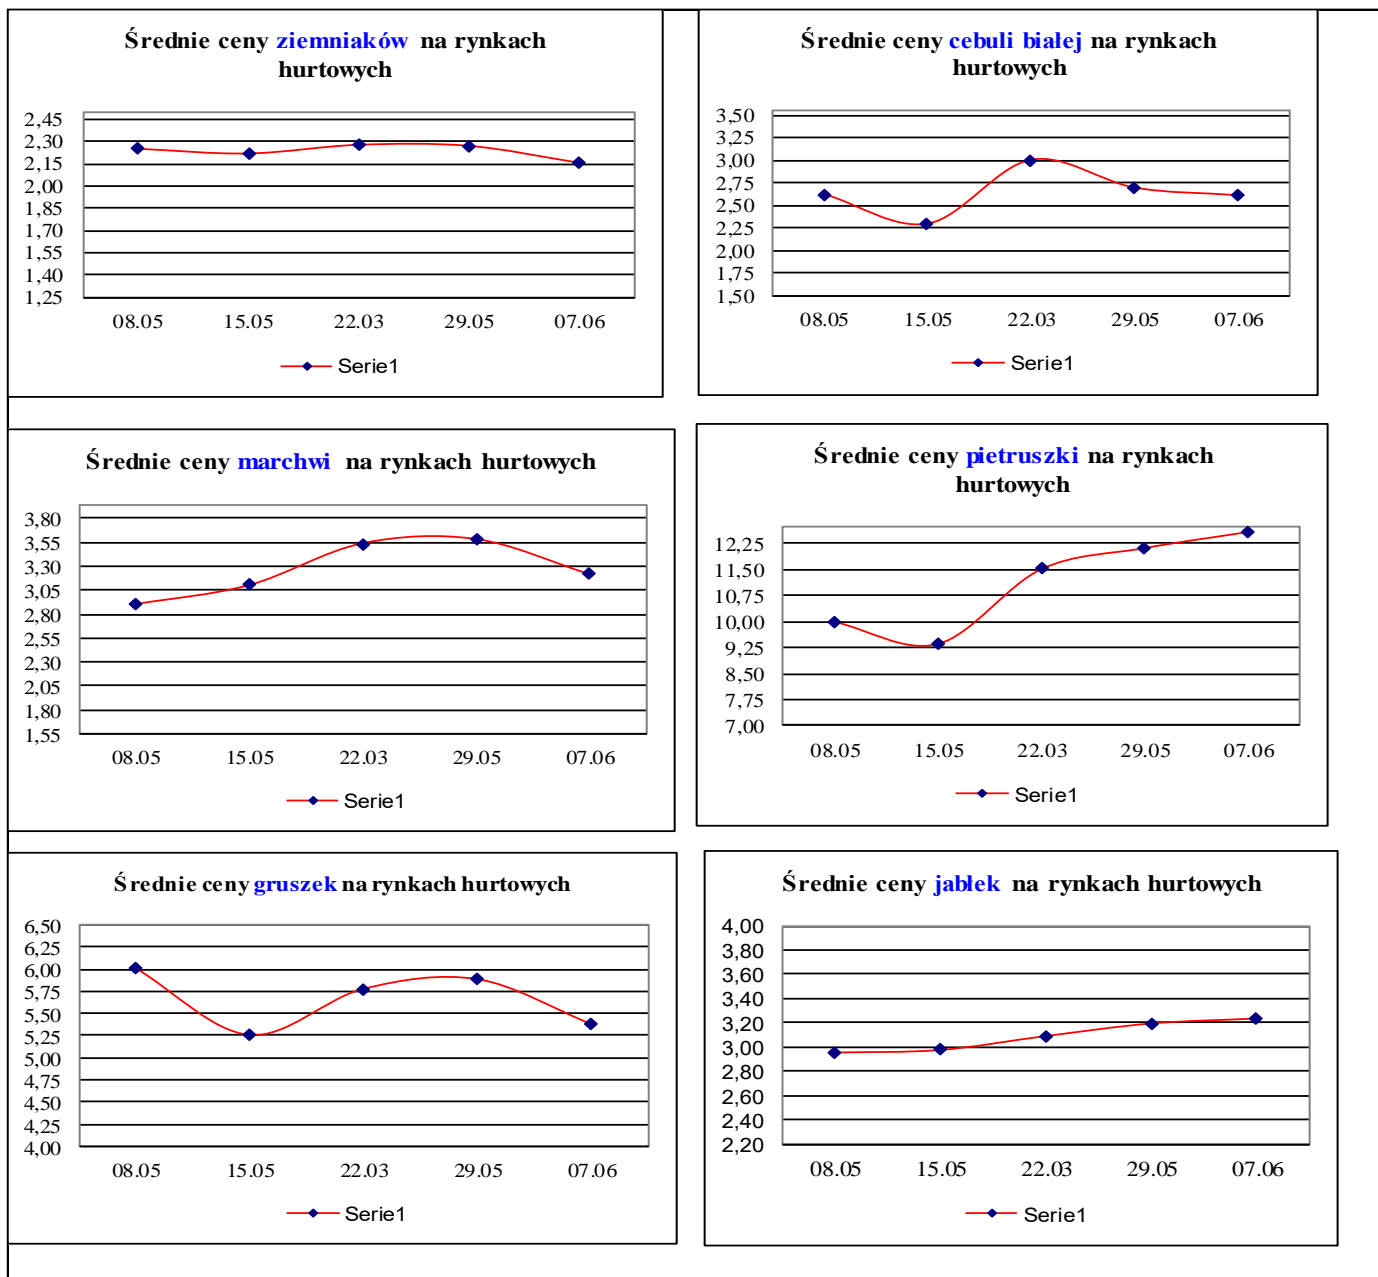 Średnie ceny ziemniaków na rynkach
hurtowych
2,45
2,30
2,15
2,00
1,85
1,70
1,55
1,40
1,25
08.05 15.05 22.03 29.05 07.06
Serie1
Średnie ceny cebuli białej na rynkach
hurtowych
3,50
3,25
3,00
2,75
2,50
2,25
2,00
1,75
1,50
08.05 15.05 22.03 29.05 07.06
Serie1
Średnie ceny marchwi na rynkach hurtowych
3,80
3,55
3,30
3,05
2,80
2,55
2,30
2,05
1,80
1,55
08.05 15.05 22.03 29.05 07.06
Serie1
Średnie ceny pietruszki na rynkach
hurtowych
12,25
11,50
10,75
10,00
9,25
8,50
7,75
7,00
08.05 15.05 22.03 29.05 07.06
Serie1
Średnie ceny gruszek na rynkach hurtowych
6,50
6,25
6,00
5,75
5,50
5,25
5,00
4,75
4,50
4,25
4,00
08.05 15.05 22.03 29.05 07.06
Serie1
Średnie ceny jabłek na rynkach hurtowych
4,00
3,80
3,60
3,40
3,20
3,00
2,80
2,60
2,40
2,20
08.05 15.05 22.03 29.05 07.06
Serie1